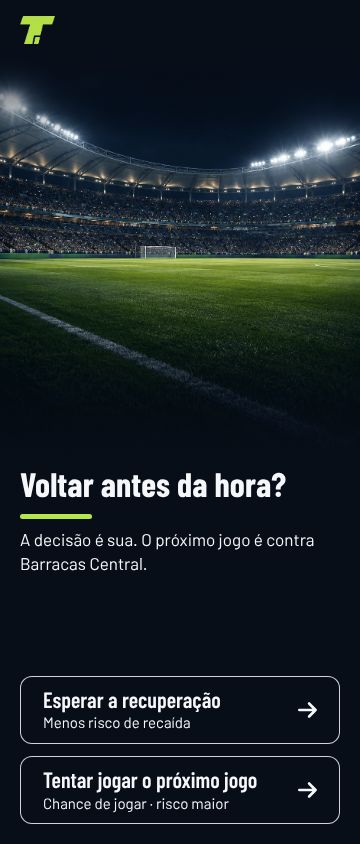 Voltar antes da hora?
A decisão é sua. O próximo jogo é contra
Barracas Central.
Esperar a recuperação
Menos risco de recaída
Tentar jogar o próximo jogo
Chance de jogar · risco maior